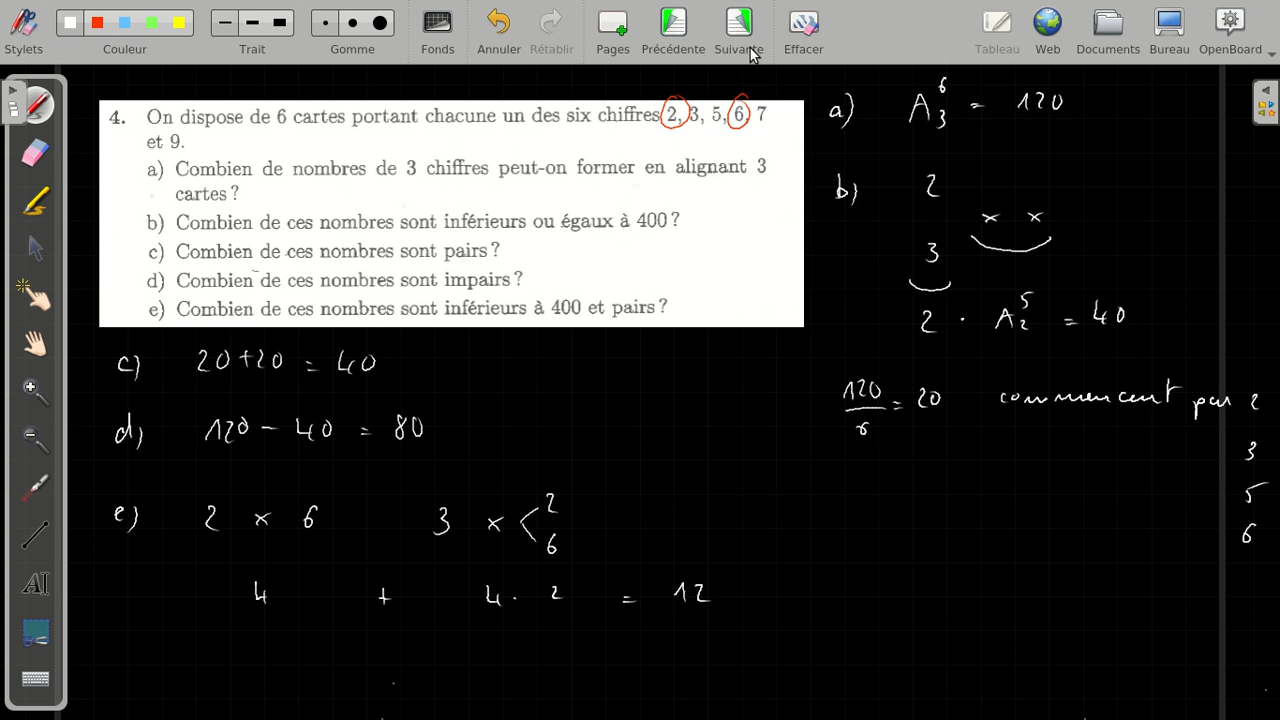 Stylets Couleur Trait Gomme Fonds Annuler Rétablir Pages Précédente Suivante Effacer Tableau Web Documents Bureau OpenBoard
4. On dispose de 6 cartes portant chacune un des six chiffres 2, 3, 5, 6, 7
et 9.
a) Combien de nombres de 3 chiffres peut-on former en alignant 3
cartes ?
b) Combien de ces nombres sont inférieurs ou égaux à 400 ?
c) Combien de ces nombres sont pairs ?
d) Combien de ces nombres sont impairs ?
e) Combien de ces nombres sont inférieurs à 400 et pairs ?
a) A₃⁶ = 120
b) 2
x x
3
2 · A₂⁵ = 40
120/6 = 20 commencent par 2
3
5
6
c) 20+20 = 40
d) 120 - 40 = 80
e) 2 x 6 3 x < 2
6
4 + 4 · 2 = 12
AI